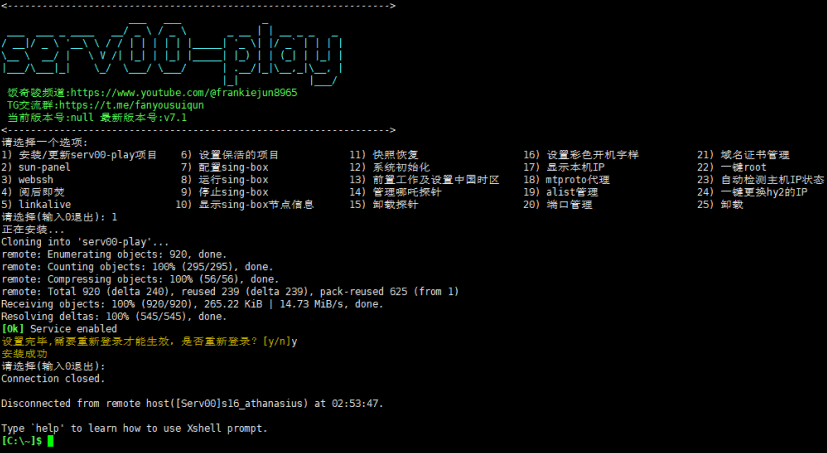 serv00-play
饭奇骏频道:https://www.youtube.com/@frankiejun8965
TG交流群:https://t.me/fanyousuiqun
当前版本号:null 最新版本号:v7.1
<------------------------------------------------------------------>
请选择一个选项:
1) 安装/更新serv00-play项目 6) 设置保活的项目 11) 快照恢复 16) 设置彩色开机字样 21) 域名证书管理
2) sun-panel 7) 配置sing-box 12) 系统初始化 17) 显示本机IP 22) 一键root
3) webssh 8) 运行sing-box 13) 前置工作及设置中国时区 18) mtproto代理 23) 自动检测主机IP状态
4) 阅后即焚 9) 停止sing-box 14) 管理哪吒探针 19) alist管理 24) 一键更换hy2的IP
5) linkalive 10) 显示sing-box节点信息 15) 卸载探针 20) 端口管理 25) 卸载
请选择(输入0退出): 1
正在安装...
Cloning into 'serv00-play'...
remote: Enumerating objects: 920, done.
remote: Counting objects: 100% (295/295), done.
remote: Compressing objects: 100% (56/56), done.
remote: Total 920 (delta 240), reused 239 (delta 239), pack-reused 625 (from 1)
Receiving objects: 100% (920/920), 265.22 KiB | 14.73 MiB/s, done.
Resolving deltas: 100% (545/545), done.
[Ok] Service enabled
设置完毕,需要重新登录才能生效，是否重新登录？[y/n]y
安装成功
请选择(输入0退出):
Connection closed.
Disconnected from remote host([Serv00]s16_athanasius) at 02:53:47.
Type `help' to learn how to use Xshell prompt.
[C:\~]$